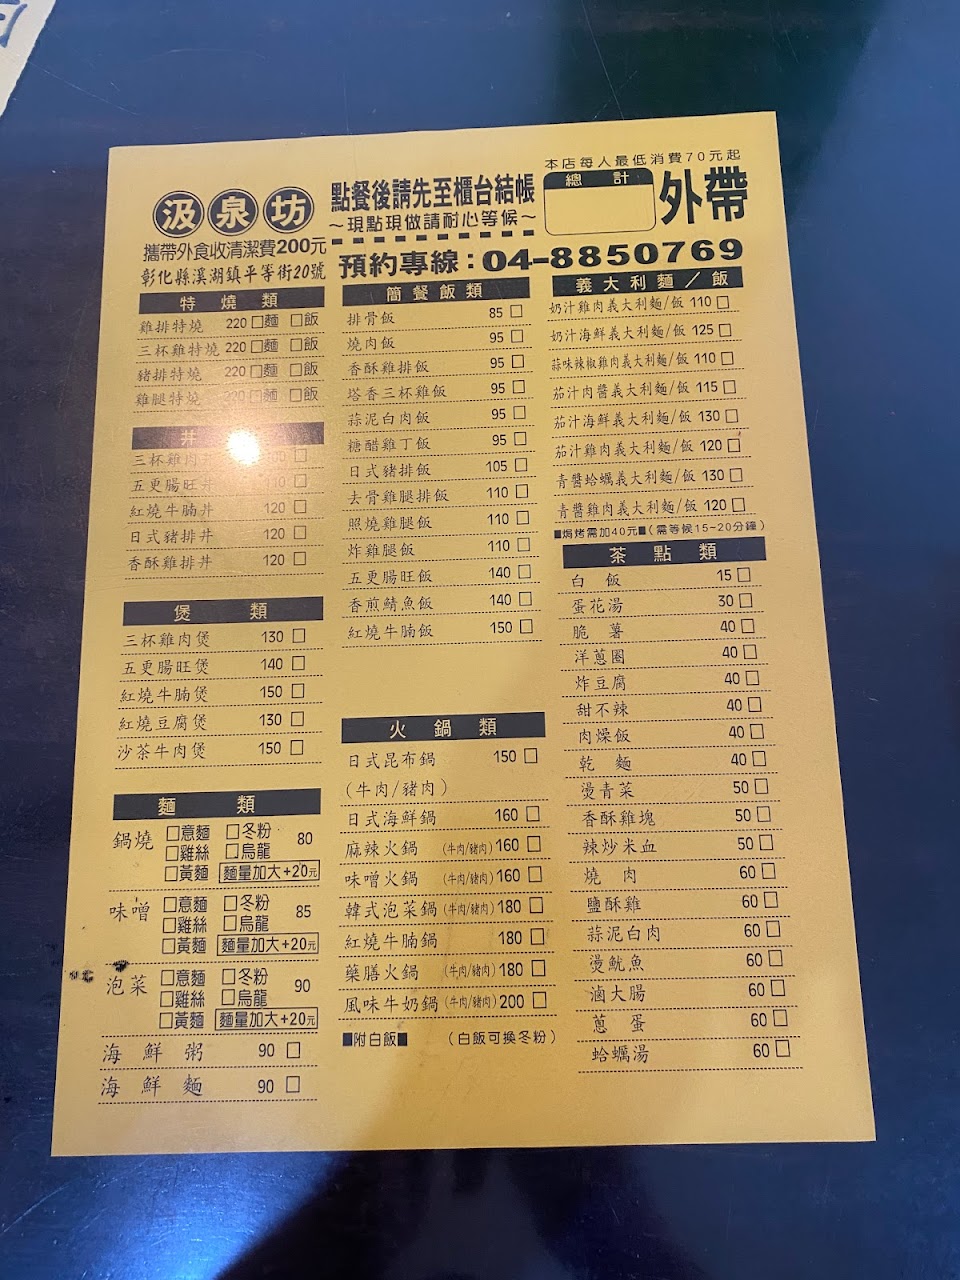 本店每人最低消費70元起
汲泉坊
點餐後請先至櫃台結帳
～現點現做請耐心等候～
總計
外帶
攜帶外食收清潔費200元
彰化縣溪湖鎮平等街20號
預約專線：04-8850769
特燒類
雞排特燒 220 □麵 □飯
三杯雞特燒 220 □麵 □飯
豬排特燒 220 □麵 □飯
雞腿特燒 220 □麵 □飯
丼
三杯雞肉
五更腸旺丼 110 □
紅燒牛腩丼 120 □
日式豬排丼 120 □
香酥雞排丼 120 □
煲類
三杯雞肉煲 130 □
五更腸旺煲 140 □
紅燒牛腩煲 150 □
紅燒豆腐煲 130 □
沙茶牛肉煲 150 □
麵類
鍋燒 □意麵 □冬粉 80
□雞絲 □烏龍
□黃麵 麵量加大+20元
味噌 □意麵 □冬粉 85
□雞絲 □烏龍
□黃麵 麵量加大+20元
泡菜 □意麵 □冬粉 90
□雞絲 □烏龍
□黃麵 麵量加大+20元
海鮮粥 90 □
海鮮麵 90 □
簡餐飯類
排骨飯 85 □
燒肉飯 95 □
香酥雞排飯 95 □
塔香三杯雞飯 95 □
蒜泥白肉飯 95 □
糖醋雞丁飯 95 □
日式豬排飯 105 □
去骨雞腿排飯 110 □
照燒雞腿飯 110 □
炸雞腿飯 110 □
五更腸旺飯 140 □
香煎鯖魚飯 140 □
紅燒牛腩飯 150 □
火鍋類
日式昆布鍋 150 □
(牛肉/豬肉)
日式海鮮鍋 160 □
麻辣火鍋 (牛肉/豬肉) 160 □
味噌火鍋 (牛肉/豬肉) 160 □
韓式泡菜鍋 (牛肉/豬肉) 180 □
紅燒牛腩鍋 180 □
藥膳火鍋 (牛肉/豬肉) 180 □
風味牛奶鍋 (牛肉/豬肉) 200 □
■附白飯■ (白飯可換冬粉)
義大利麵／飯
奶汁雞肉義大利麵/飯 110 □
奶汁海鮮義大利麵/飯 125 □
蒜味辣椒雞肉義大利麵/飯 110 □
茄汁肉醬義大利麵/飯 115 □
茄汁海鮮義大利麵/飯 130 □
茄汁雞肉義大利麵/飯 120 □
青醬蛤蠣義大利麵/飯 130 □
青醬雞肉義大利麵/飯 120 □
■焗烤需加40元■(需等候15~20分鐘)
茶點類
白飯 15 □
蛋花湯 30 □
脆薯 40 □
洋蔥圈 40 □
炸豆腐 40 □
甜不辣 40 □
肉燥飯 40 □
乾麵 40 □
燙青菜 50 □
香酥雞塊 50 □
辣炒米血 50 □
燒肉 60 □
鹽酥雞 60 □
蒜泥白肉 60 □
燙魷魚 60 □
滷大腸 60 □
蔥蛋 60 □
蛤蠣湯 60 □